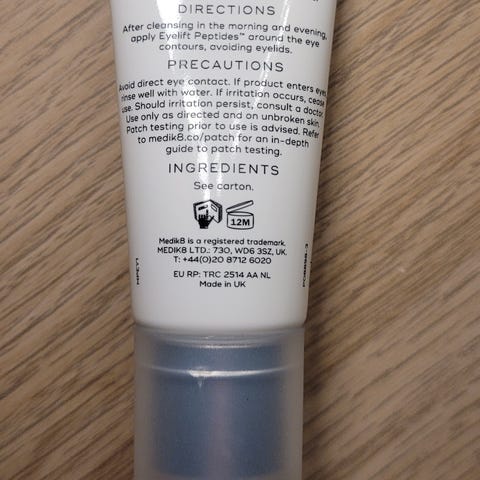 DIRECTIONS
After cleansing in the morning and evening,
apply Eyelift Peptides™ around the eye
contours, avoiding eyelids.
PRECAUTIONS
Avoid direct eye contact. If product enters eyes,
rinse well with water. If irritation occurs, cease
use. Should irritation persist, consult a doctor.
Use only as directed and on unbroken skin.
Patch testing prior to use is advised. Refer
to medik8.co/patch for an in-depth
guide to patch testing.
INGREDIENTS
See carton.
12M
Medik8 is a registered trademark.
MEDIK8 LTD.: 730, WD6 3SZ, UK.
T: +44(0)20 8712 6020
EU RP: TRC 2514 AA NL
Made in UK